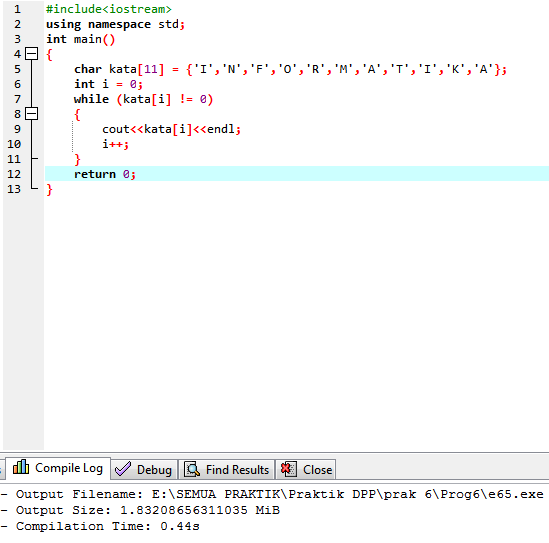 1 #include<iostream>
2 using namespace std;
3 int main()
4 {
5 char kata[11] = {'I','N','F','O','R','M','A','T','I','K','A'};
6 int i = 0;
7 while (kata[i] != 0)
8 {
9 cout<<kata[i]<<endl;
10 i++;
11 }
12 return 0;
13 }
Compile Log Debug Find Results Close
- Output Filename: E:\SEMUA PRAKTIK\Praktik DPP\prak 6\Prog6\e65.exe
- Output Size: 1.83208656311035 MiB
- Compilation Time: 0.44s